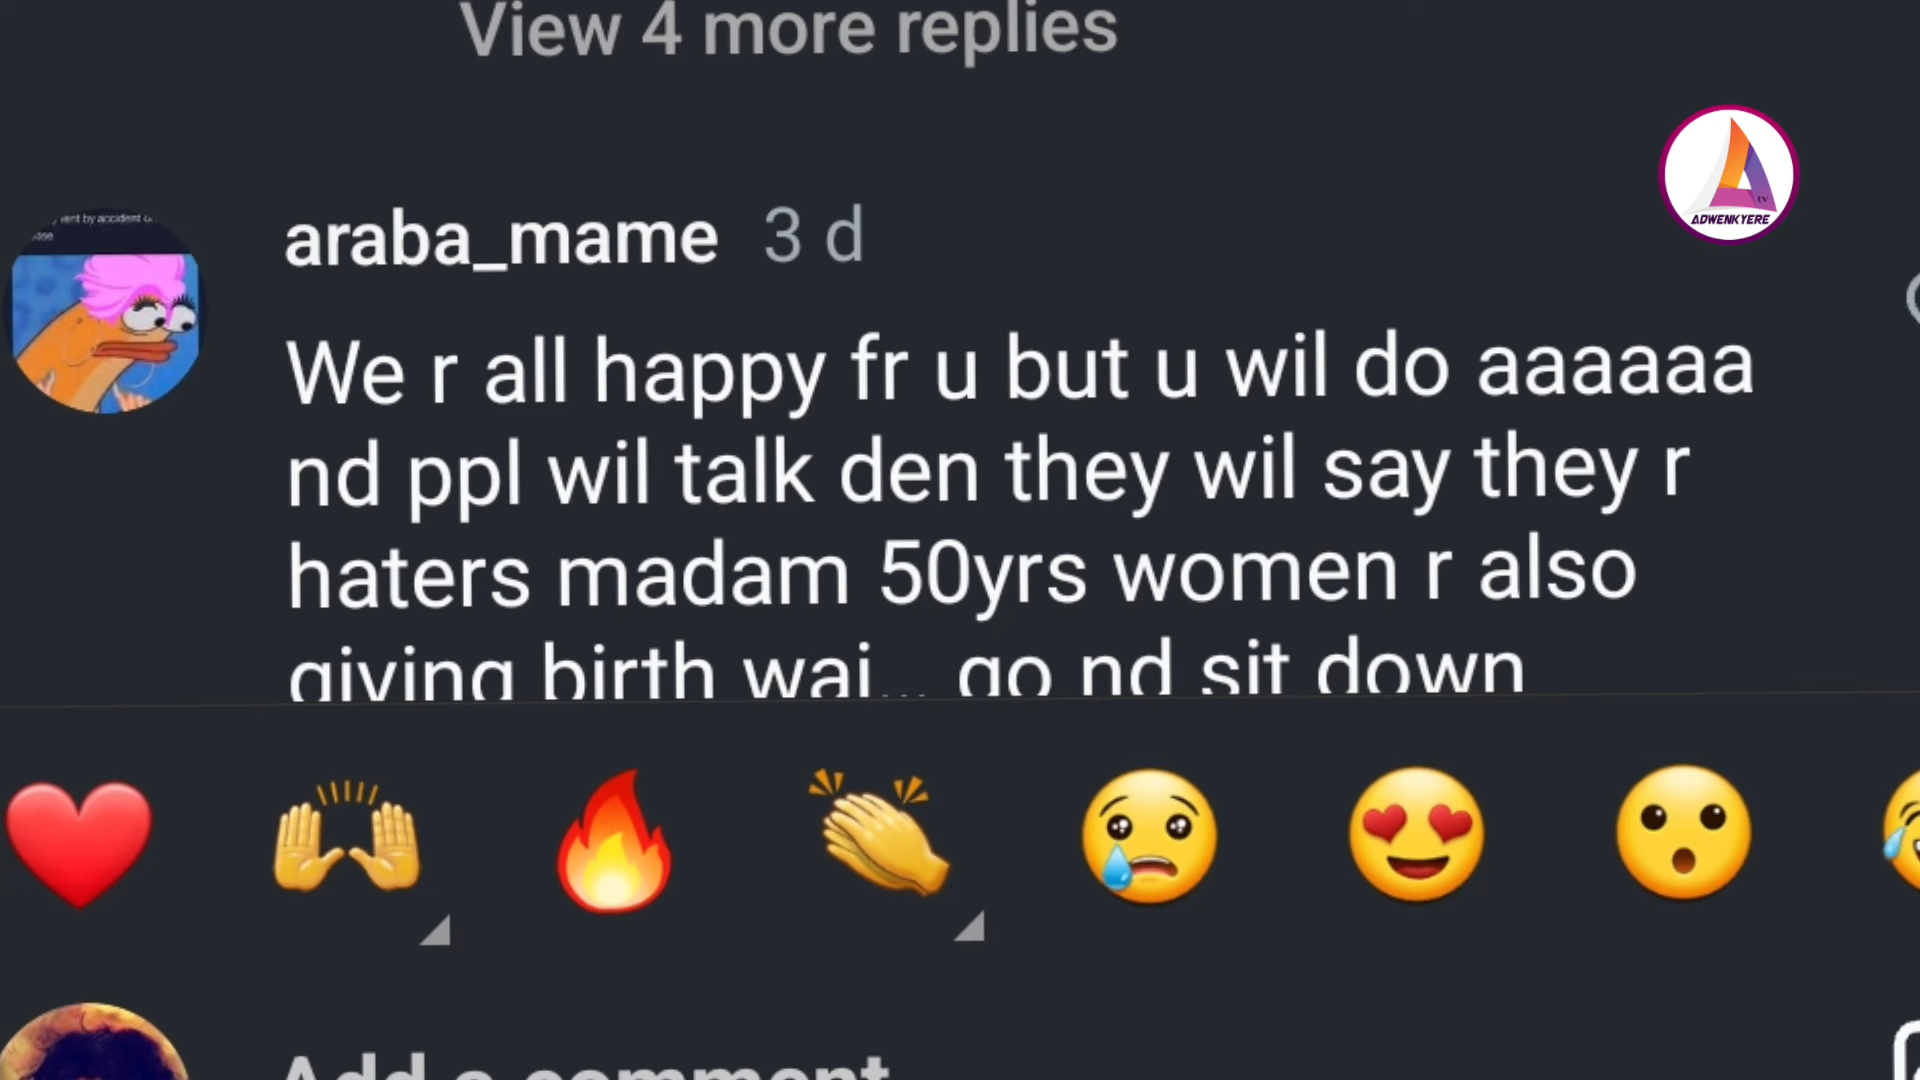 View 4 more replies
ADWENKYERE
tv
araba_mame 3 d
We r all happy fr u but u wil do aaaaaa
nd ppl wil talk den they wil say they r
haters madam 50yrs women r also
giving birth wai... go nd sit down
Add a comment